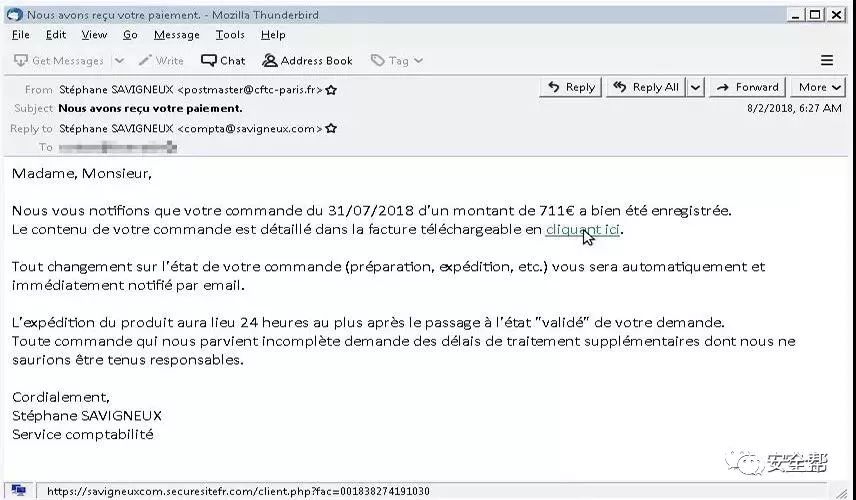 Nous avons reçu votre paiement. - Mozilla Thunderbird
File Edit View Go Message Tools Help
Get Messages Write Chat Address Book Tag
From Stéphane SAVIGNEUX <postmaster@cftc-paris.fr> Reply Reply All Forward More
Subject Nous avons reçu votre paiement. 8/2/2018, 6:27 AM
Reply to Stéphane SAVIGNEUX <compta@savigneux.com>
To
Madame, Monsieur,
Nous vous notifions que votre commande du 31/07/2018 d'un montant de 711€ a bien été enregistrée.
Le contenu de votre commande est détaillé dans la facture téléchargeable en cliquant ici.
Tout changement sur l'état de votre commande (préparation, expédition, etc.) vous sera automatiquement et
immédiatement notifié par email.
L'expédition du produit aura lieu 24 heures au plus après le passage à l'état "validé" de votre demande.
Toute commande qui nous parvient incomplète demande des délais de traitement supplémentaires dont nous ne
saurions être tenus responsables.
Cordialement,
Stéphane SAVIGNEUX
Service comptabilité
安全帮
https://savigneuxcom.securesitefr.com/client.php?fac=001838274191030